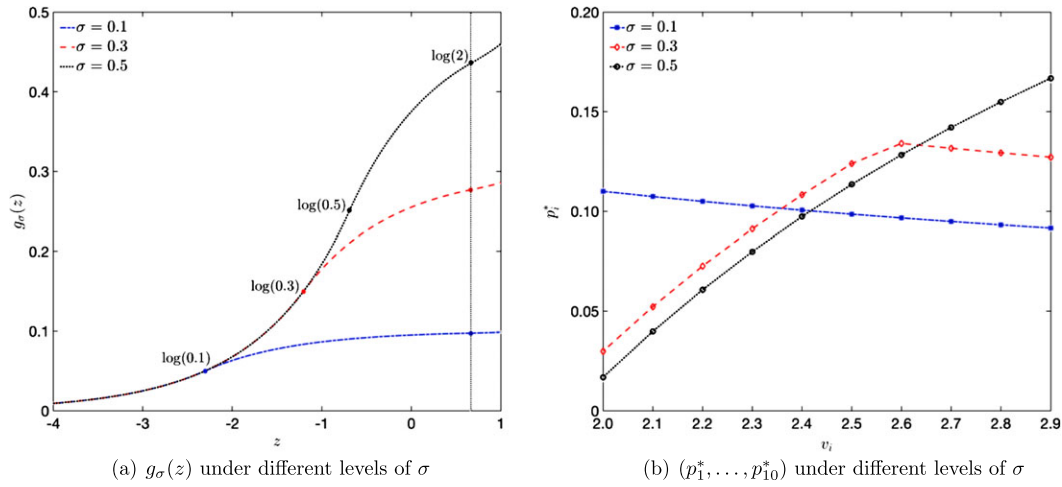 0.5
0.4
0.3
0.2
0.1
0
-4 -3 -2 -1 0 1
g_σ(z)
z
σ = 0.1
σ = 0.3
σ = 0.5
log(2)
log(0.5)
log(0.3)
log(0.1)
(a) g_σ(z) under different levels of σ
0.20
0.15
0.10
0.05
0
2.0 2.1 2.2 2.3 2.4 2.5 2.6 2.7 2.8 2.9
p_i^*
v_i
σ = 0.1
σ = 0.3
σ = 0.5
(b) (p_1^*, . . . , p_{10}^*) under different levels of σ